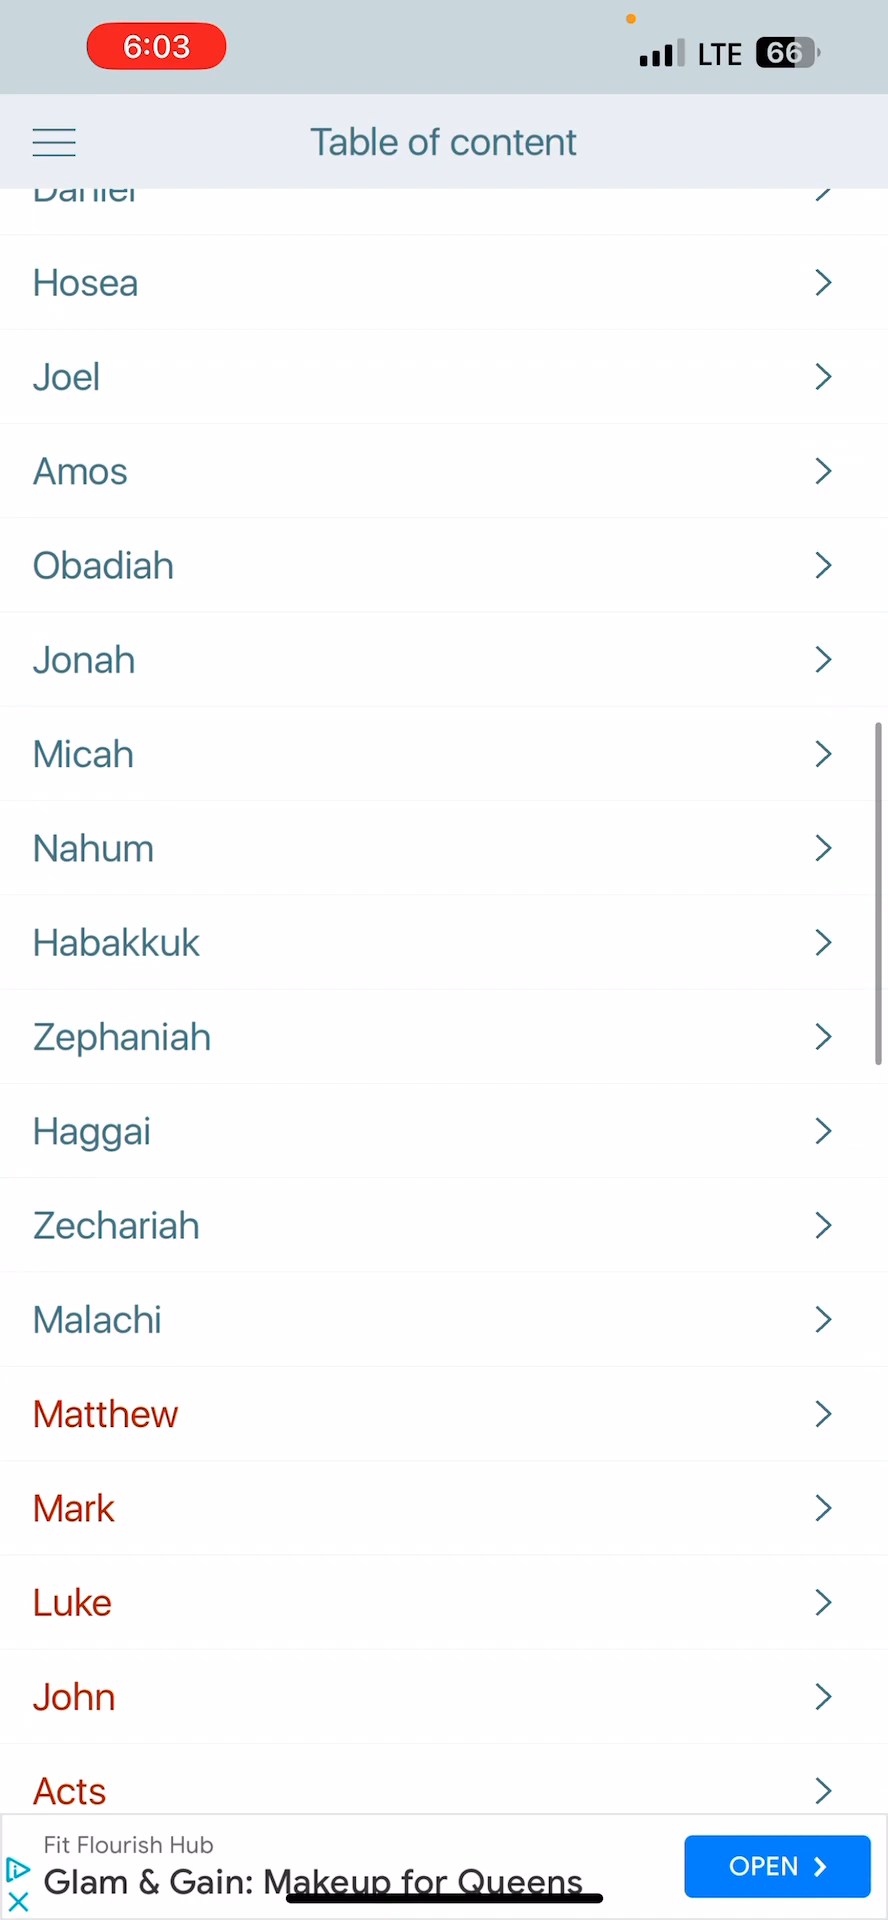 6:03
LTE 66
Table of content
Daniel
Hosea
Joel
Amos
Obadiah
Jonah
Micah
Nahum
Habakkuk
Zephaniah
Haggai
Zechariah
Malachi
Matthew
Mark
Luke
John
Acts
Fit Flourish Hub
Glam & Gain: Makeup for Queens
OPEN